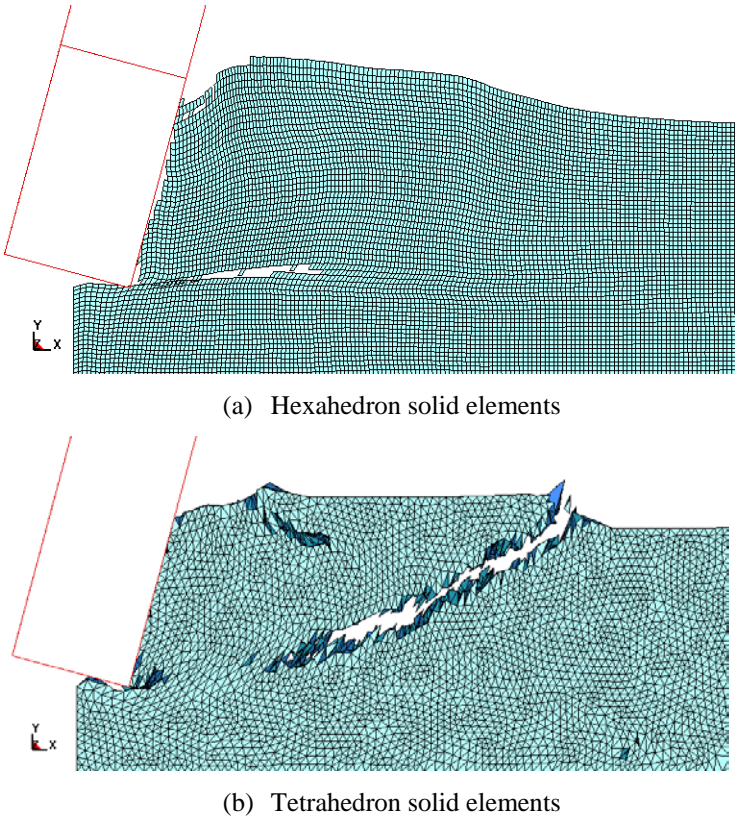 Y
Z X
(a) Hexahedron solid elements
Y
Z X
(b) Tetrahedron solid elements